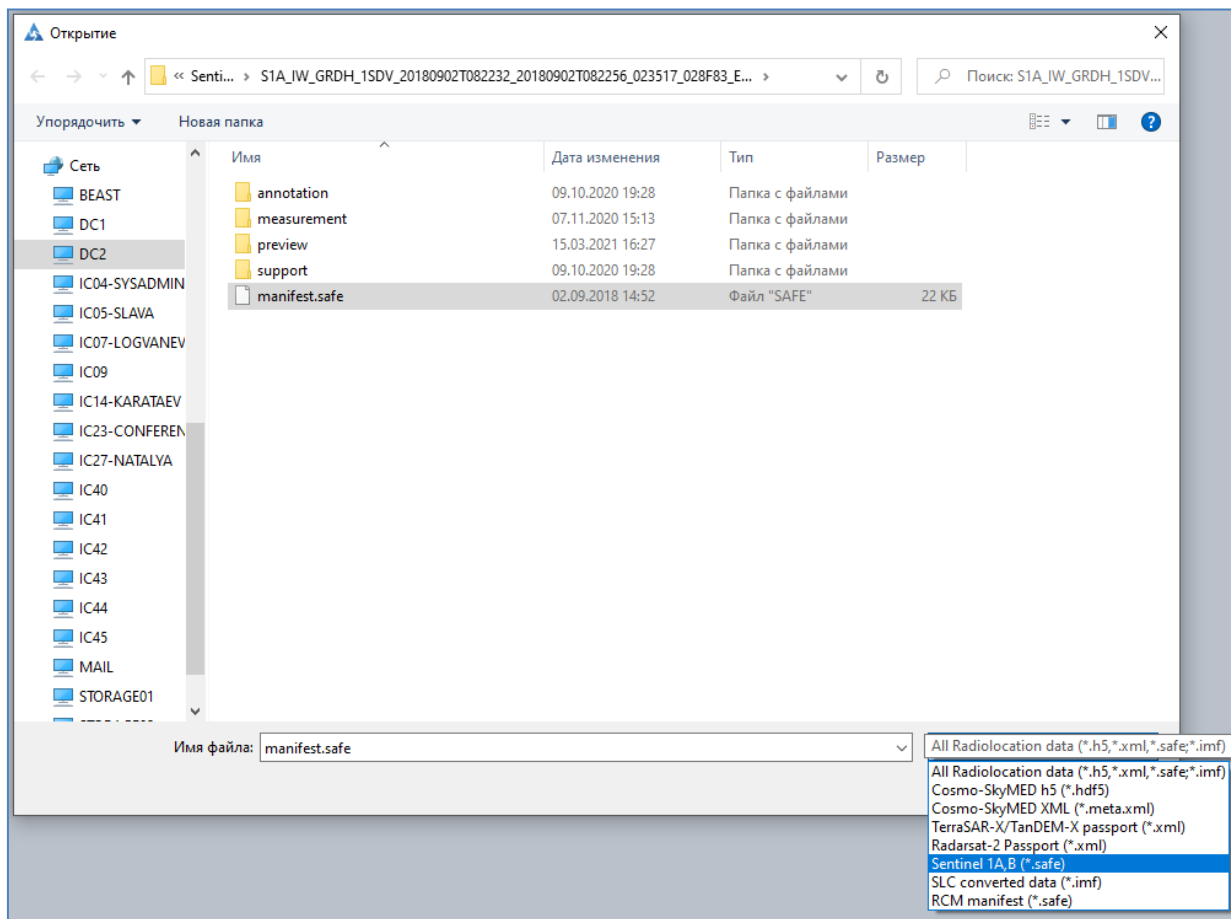 Открытие
« Senti... › S1A_IW_GRDH_1SDV_20180902T082232_20180902T082256_023517_028F83_E... ›
Поиск: S1A_IW_GRDH_1SDV...
Упорядочить Новая папка
Имя Дата изменения Тип Размер
Сеть
BEAST
DC1
DC2
IC04-SYSADMIN
IC05-SLAVA
IC07-LOGVANEV
IC09
IC14-KARATAEV
IC23-CONFEREN
IC27-NATALYA
IC40
IC41
IC42
IC43
IC44
IC45
MAIL
STORAGE01
annotation 09.10.2020 19:28 Папка с файлами
measurement 07.11.2020 15:13 Папка с файлами
preview 15.03.2021 16:27 Папка с файлами
support 09.10.2020 19:28 Папка с файлами
manifest.safe 02.09.2018 14:52 Файл "SAFE" 22 КБ
Имя файла: manifest.safe
All Radiolocation data (*.h5,*.xml,*.safe;*.imf)
All Radiolocation data (*.h5,*.xml,*.safe;*.imf)
Cosmo-SkyMED h5 (*.hdf5)
Cosmo-SkyMED XML (*.meta.xml)
TerraSAR-X/TanDEM-X passport (*.xml)
Radarsat-2 Passport (*.xml)
Sentinel 1A,B (*.safe)
SLC converted data (*.imf)
RCM manifest (*.safe)